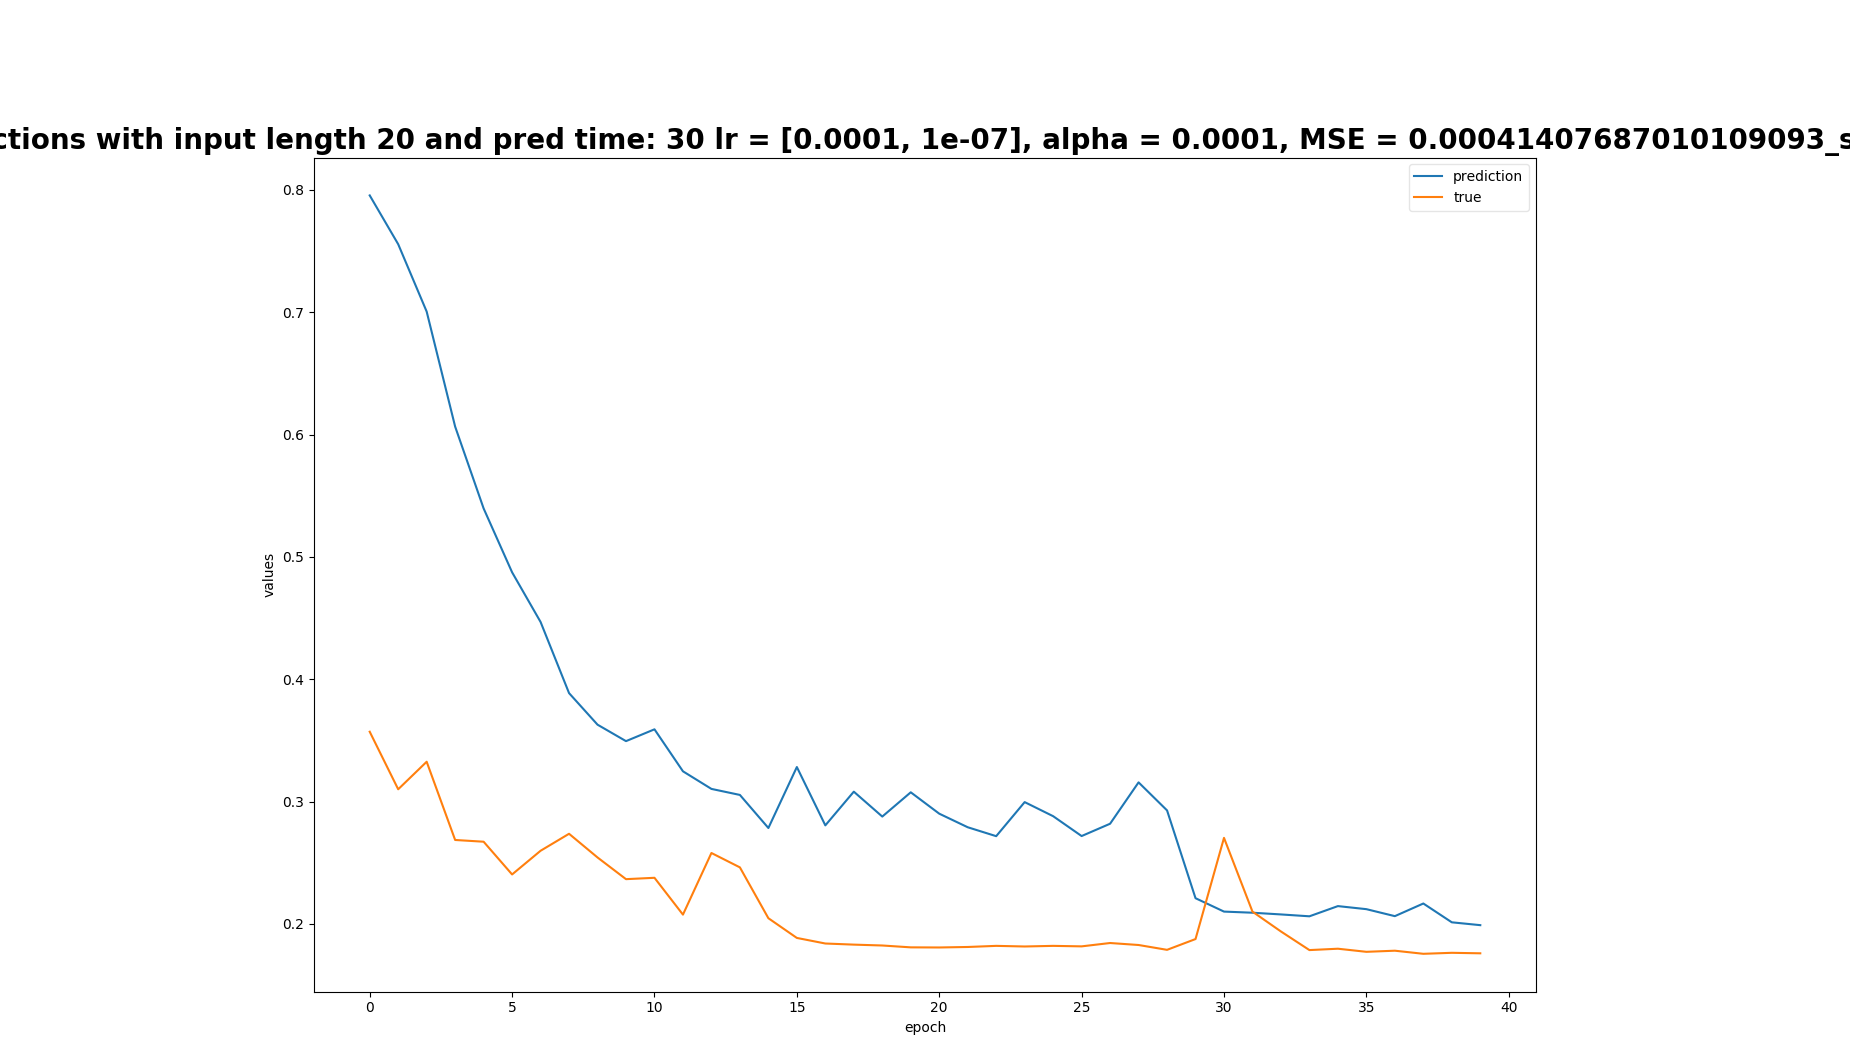 ctions with input length 20 and pred time: 30 lr = [0.0001, 1e-07], alpha = 0.0001, MSE = 0.00041407687010109093_s
prediction
true
0.8
0.7
0.6
0.5
0.4
0.3
0.2
values
0 5 10 15 20 25 30 35 40
epoch